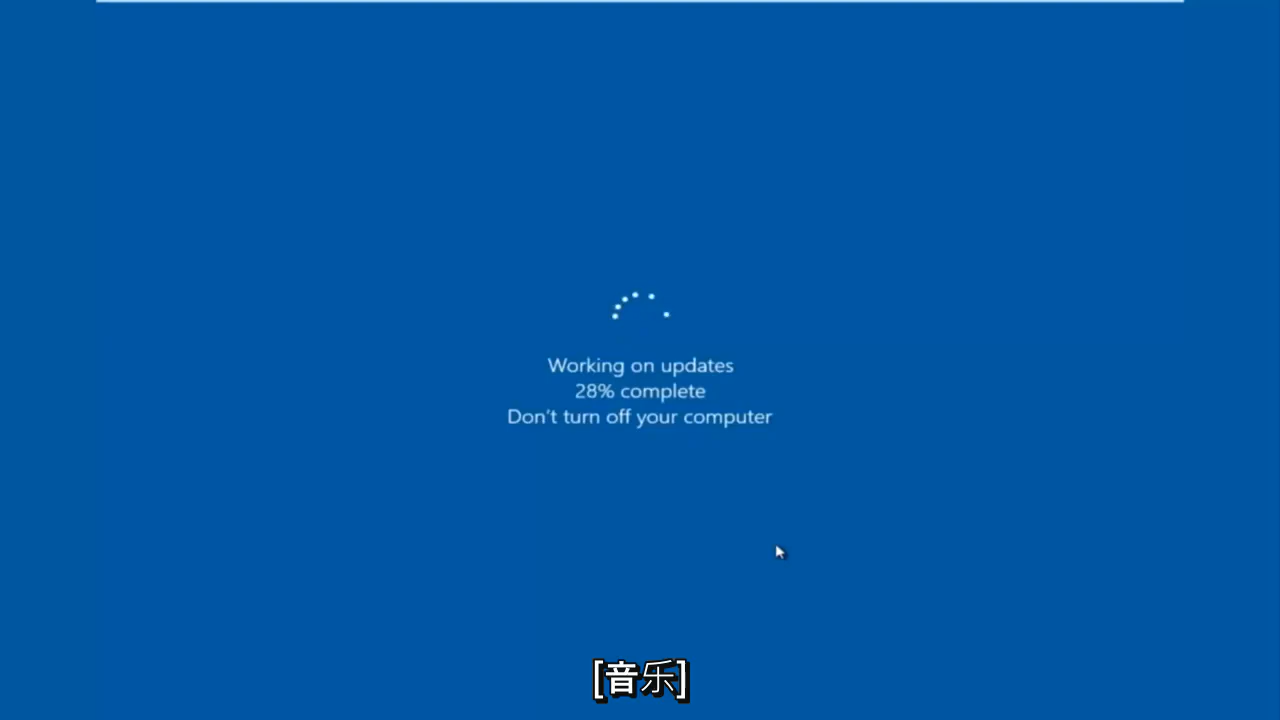 Working on updates
28% complete
Don't turn off your computer
[音乐]